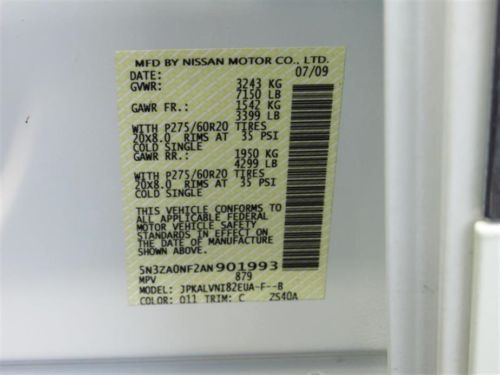 MFD BY NISSAN MOTOR CO., LTD.
DATE: 07/09
GVWR: 3243 KG
7150 LB
GAWR FR.: 1542 KG
3399 LB
WITH P275/60R20 TIRES
20X8.0 RIMS AT 35 PSI
COLD SINGLE
GAWR RR.: 1950 KG
4299 LB
WITH P275/60R20 TIRES
20X8.0 RIMS AT 35 PSI
COLD SINGLE
THIS VEHICLE CONFORMS TO
ALL APPLICABLE FEDERAL
MOTOR VEHICLE SAFETY
STANDARDS IN EFFECT ON
THE DATE OF MANUFACTURE
SHOWN ABOVE.
5N3ZA0NF2AN901993
MPV 879
MODEL: JPKALVNI82EUA-F--B
COLOR: 011 TRIM: C ZS40A